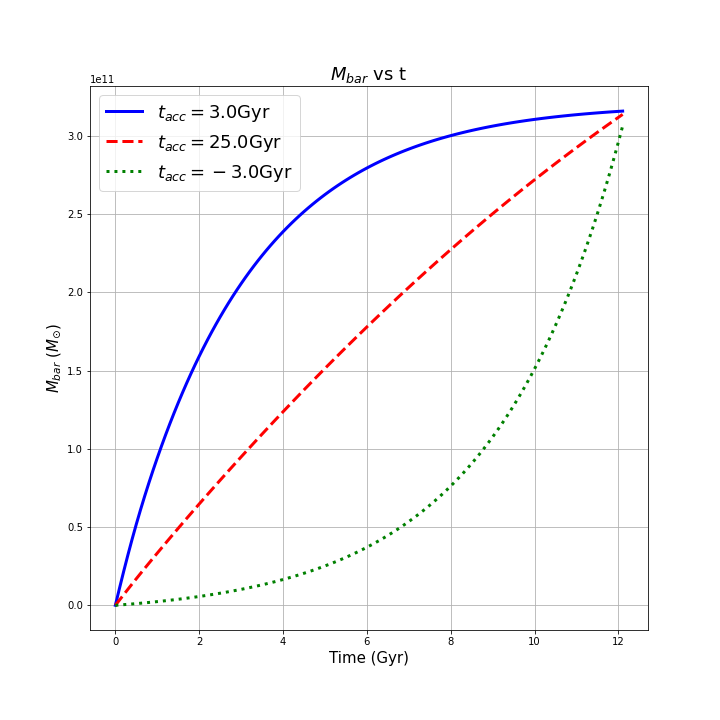 M_bar vs t
1e11
t_acc = 3.0Gyr
t_acc = 25.0Gyr
t_acc = − 3.0Gyr
3.0
2.5
2.0
1.5
1.0
0.5
0.0
M_bar (M_⊙)
0 2 4 6 8 10 12
Time (Gyr)